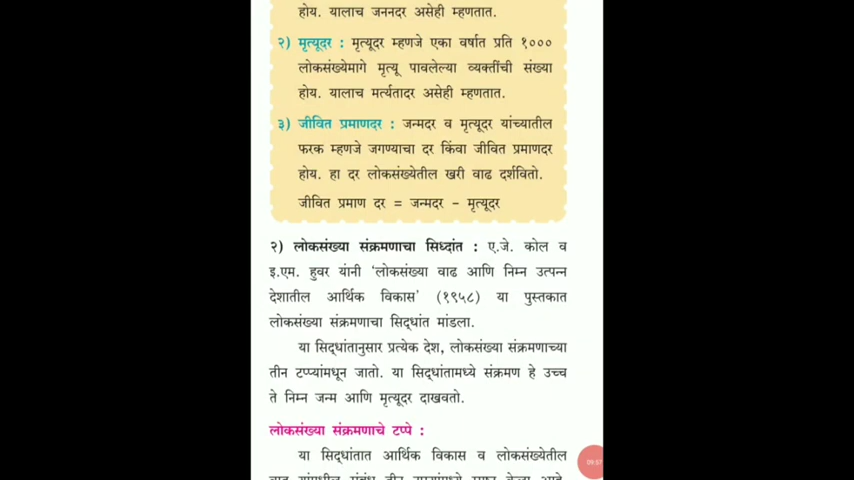 होय. यालाच जननदर असेही म्हणतात.
२) मृत्यूदर : मृत्यूदर म्हणजे एका वर्षात प्रति १०००
लोकसंख्येमागे मृत्यू पावलेल्या व्यक्तींची संख्या
होय. यालाच मर्त्यतादर असेही म्हणतात.
३) जीवित प्रमाणदर : जन्मदर व मृत्यूदर यांच्यातील
फरक म्हणजे जगण्याचा दर किंवा जीवित प्रमाणदर
होय. हा दर लोकसंख्येतील खरी वाढ दर्शवितो.
जीवित प्रमाण दर = जन्मदर – मृत्यूदर
२) लोकसंख्या संक्रमणाचा सिध्दांत : ए.जे. कोल व
इ.एम. हुवर यांनी ‘लोकसंख्या वाढ आणि निम्न उत्पन्न
देशातील आर्थिक विकास’ (१९५८) या पुस्तकात
लोकसंख्या संक्रमणाचा सिद्धांत मांडला.
या सिद्धांतानुसार प्रत्येक देश, लोकसंख्या संक्रमणाच्या
तीन टप्प्यांमधून जातो. या सिद्धांतामध्ये संक्रमण हे उच्च
ते निम्न जन्म आणि मृत्यूदर दाखवतो.
लोकसंख्या संक्रमणाचे टप्पे :
या सिद्धांतात आर्थिक विकास व लोकसंख्येतील